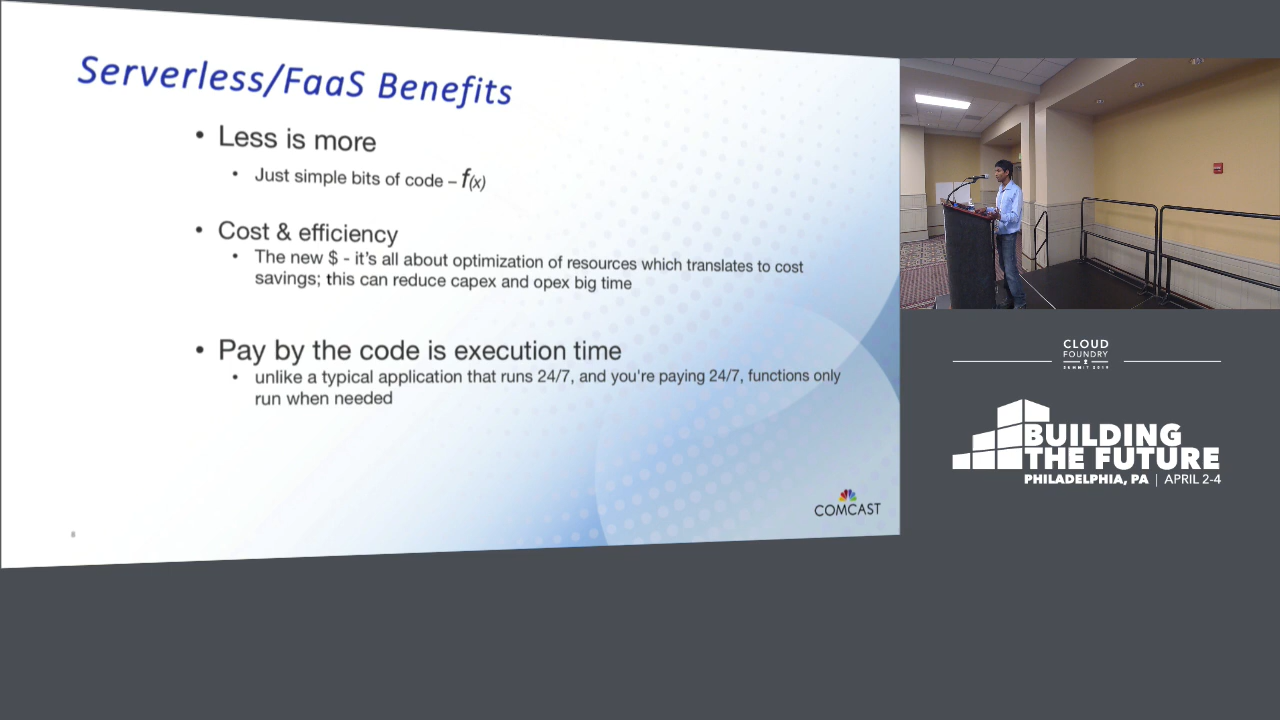 Serverless/FaaS Benefits
• Less is more
• Just simple bits of code – f(x)
• Cost & efficiency
• The new $ - it's all about optimization of resources which translates to cost
savings; this can reduce capex and opex big time
• Pay by the code is execution time
• unlike a typical application that runs 24/7, and you're paying 24/7, functions only
run when needed
COMCAST
8
CLOUD
FOUNDRY
SUMMIT 2019
BUILDING
THE FUTURE
PHILADELPHIA, PA | APRIL 2-4